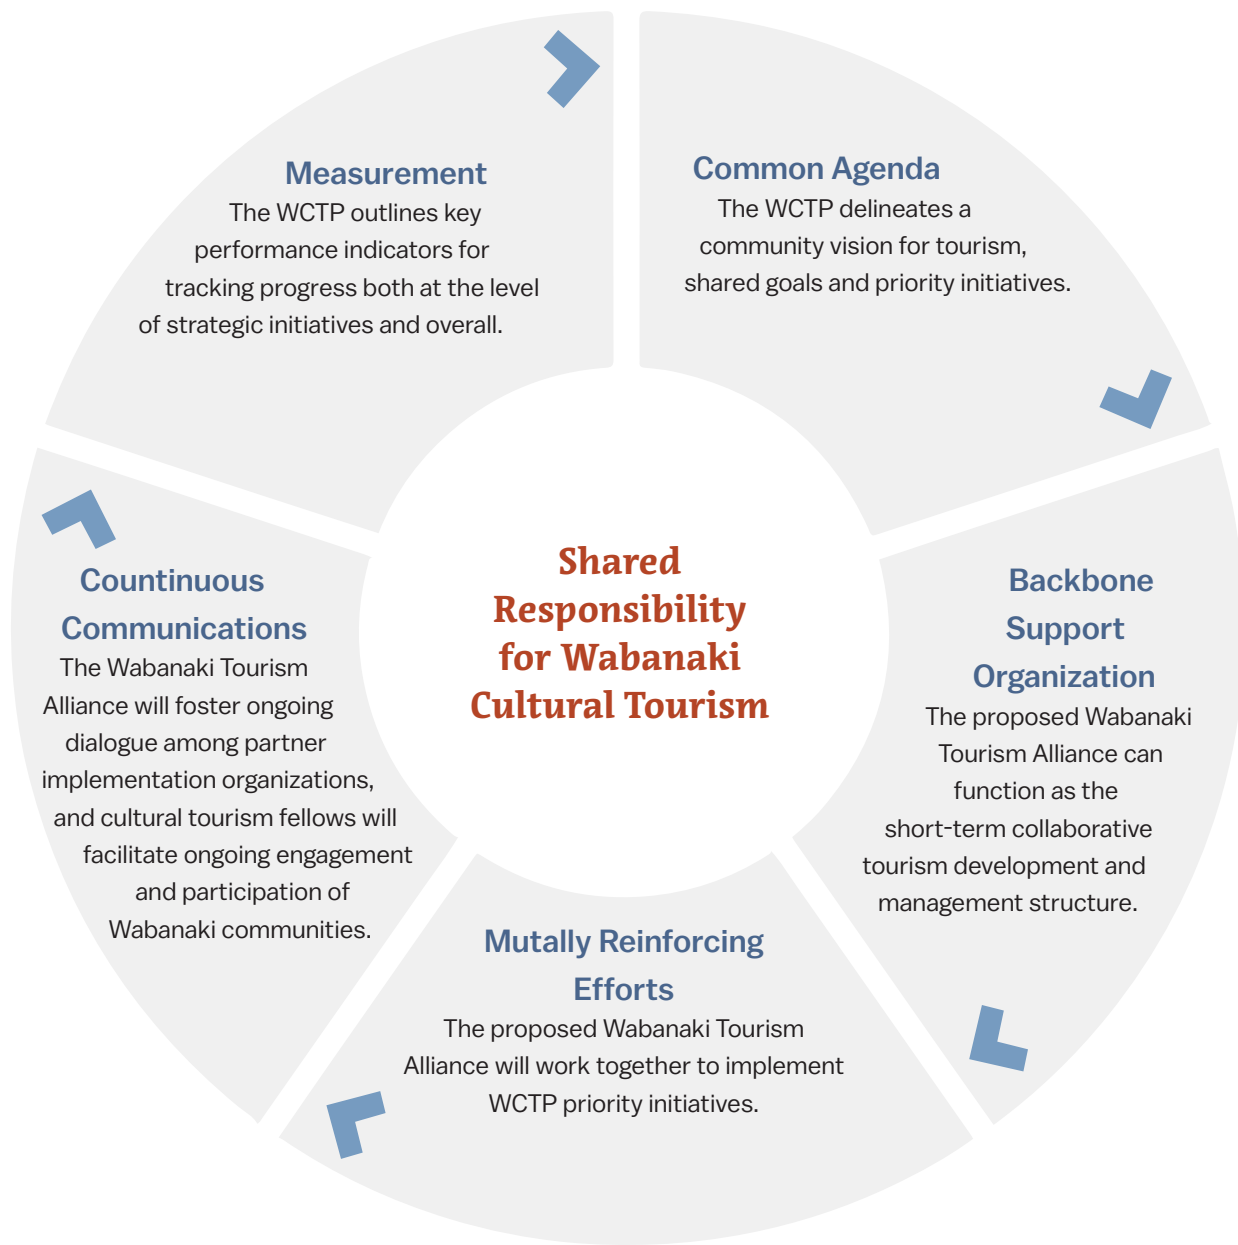 Measurement
The WCTP outlines key
performance indicators for
tracking progress both at the level
of strategic initiatives and overall.
Common Agenda
The WCTP delineates a
community vision for tourism,
shared goals and priority initiatives.
Shared
Responsibility
for Wabanaki
Cultural Tourism
Countinuous
Communications
The Wabanaki Tourism
Alliance will foster ongoing
dialogue among partner
implementation organizations,
and cultural tourism fellows will
facilitate ongoing engagement
and participation of
Wabanaki communities.
Backbone
Support
Organization
The proposed Wabanaki
Tourism Alliance can
function as the
short-term collaborative
tourism development and
management structure.
Mutally Reinforcing
Efforts
The proposed Wabanaki Tourism
Alliance will work together to implement
WCTP priority initiatives.